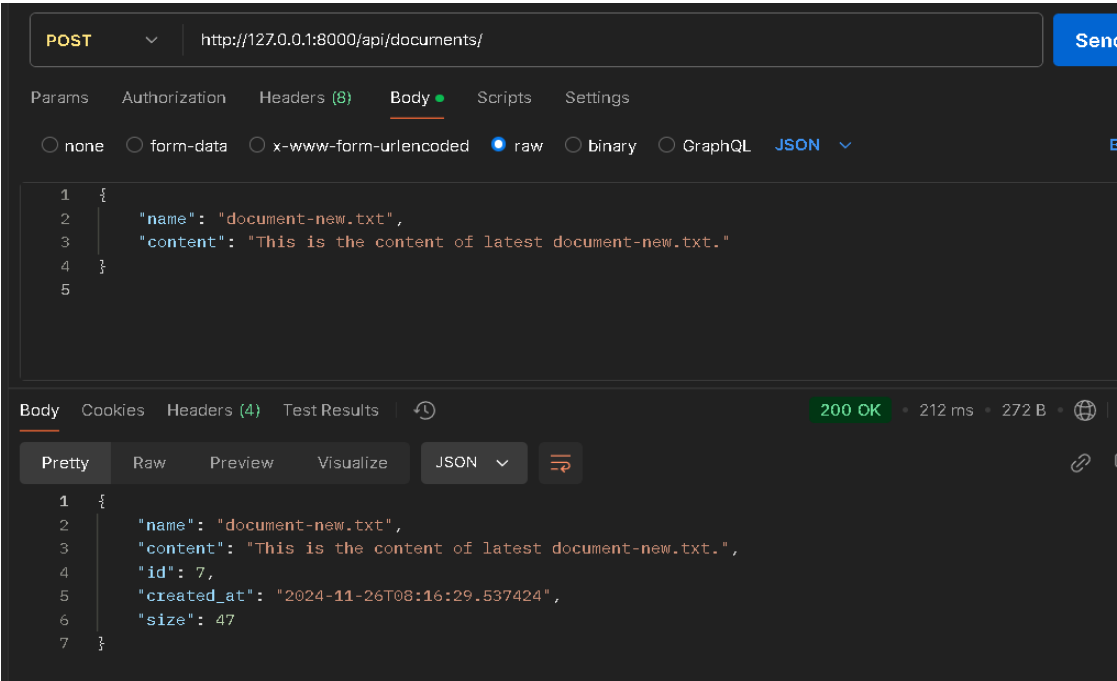 POST http://127.0.0.1:8000/api/documents/ Send
Params Authorization Headers (8) Body Scripts Settings
none form-data x-www-form-urlencoded raw binary GraphQL JSON
1 {
2 "name": "document-new.txt",
3 "content": "This is the content of latest document-new.txt."
4 }
5
Body Cookies Headers (4) Test Results 200 OK 212 ms 272 B
Pretty Raw Preview Visualize JSON
1 {
2 "name": "document-new.txt",
3 "content": "This is the content of latest document-new.txt.",
4 "id": 7,
5 "created_at": "2024-11-26T08:16:29.537424",
6 "size": 47
7 }